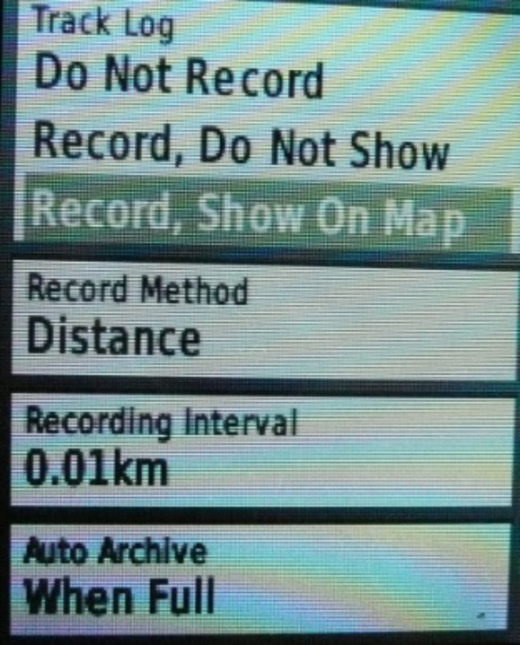 Track Log
Do Not Record
Record, Do Not Show
Record, Show On Map
Record Method
Distance
Recording Interval
0.01km
Auto Archive
When Full